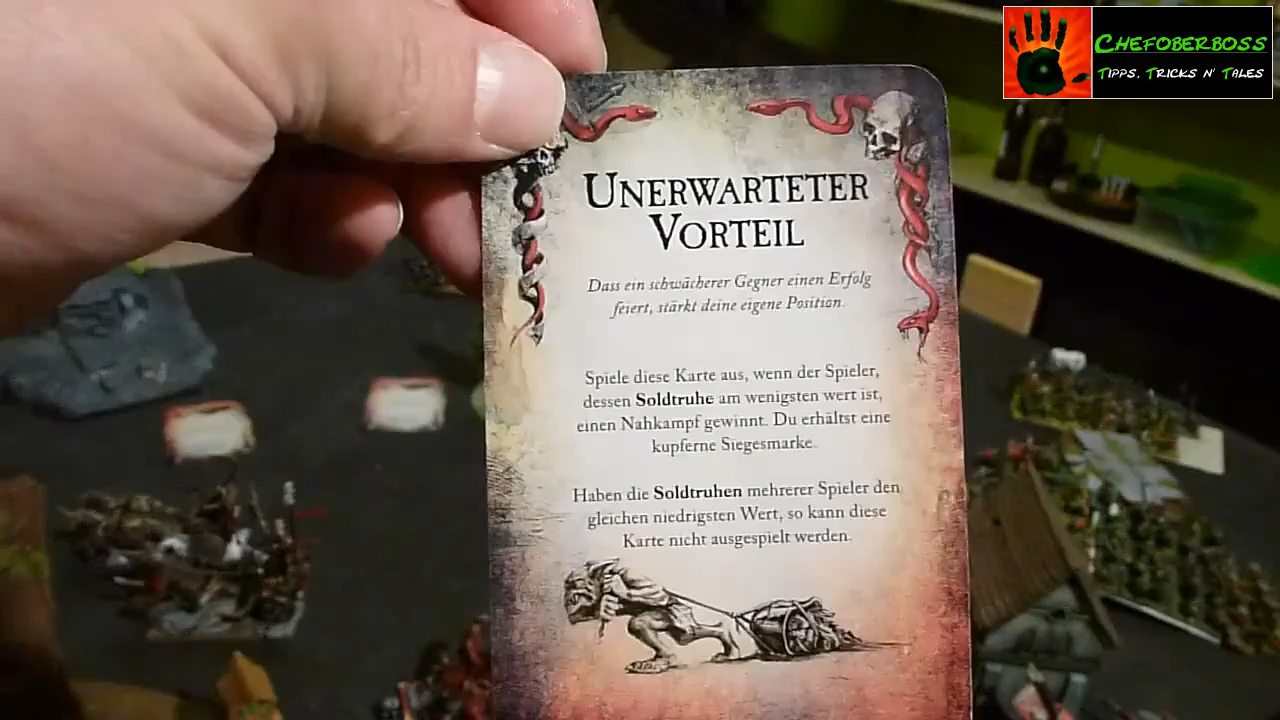 CHEFOBERBOSS
TIPPS, TRICKS N' TALES
UNERWARTETER
VORTEIL
Dass ein schwächerer Gegner einen Erfolg
feiert, stärkt deine eigene Position.
Spiele diese Karte aus, wenn der Spieler,
dessen Soldtruhe am wenigsten wert ist,
einen Nahkampf gewinnt. Du erhältst eine
kupferne Siegesmarke.
Haben die Soldtruhen mehrerer Spieler den
gleichen niedrigsten Wert, so kann diese
Karte nicht ausgespielt werden.